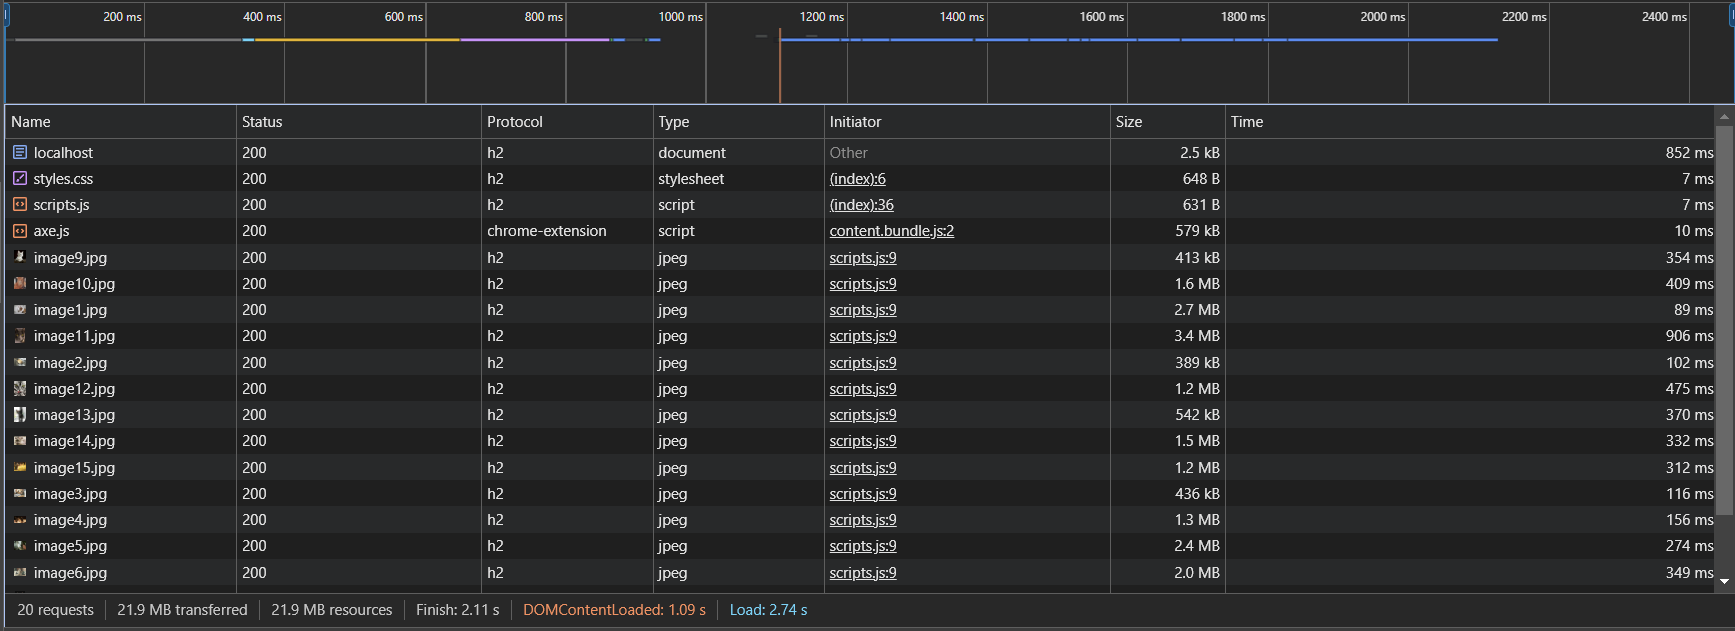 200 ms 400 ms 600 ms 800 ms 1000 ms 1200 ms 1400 ms 1600 ms 1800 ms 2000 ms 2200 ms 2400 ms
Name Status Protocol Type Initiator Size Time
localhost 200 h2 document Other 2.5 kB 852 ms
styles.css 200 h2 stylesheet (index):6 648 B 7 ms
scripts.js 200 h2 script (index):36 631 B 7 ms
axe.js 200 chrome-extension script content.bundle.js:2 579 kB 10 ms
image9.jpg 200 h2 jpeg scripts.js:9 413 kB 354 ms
image10.jpg 200 h2 jpeg scripts.js:9 1.6 MB 409 ms
image1.jpg 200 h2 jpeg scripts.js:9 2.7 MB 89 ms
image11.jpg 200 h2 jpeg scripts.js:9 3.4 MB 906 ms
image2.jpg 200 h2 jpeg scripts.js:9 389 kB 102 ms
image12.jpg 200 h2 jpeg scripts.js:9 1.2 MB 475 ms
image13.jpg 200 h2 jpeg scripts.js:9 542 kB 370 ms
image14.jpg 200 h2 jpeg scripts.js:9 1.5 MB 332 ms
image15.jpg 200 h2 jpeg scripts.js:9 1.2 MB 312 ms
image3.jpg 200 h2 jpeg scripts.js:9 436 kB 116 ms
image4.jpg 200 h2 jpeg scripts.js:9 1.3 MB 156 ms
image5.jpg 200 h2 jpeg scripts.js:9 2.4 MB 274 ms
image6.jpg 200 h2 jpeg scripts.js:9 2.0 MB 349 ms
20 requests 21.9 MB transferred 21.9 MB resources Finish: 2.11 s DOMContentLoaded: 1.09 s Load: 2.74 s